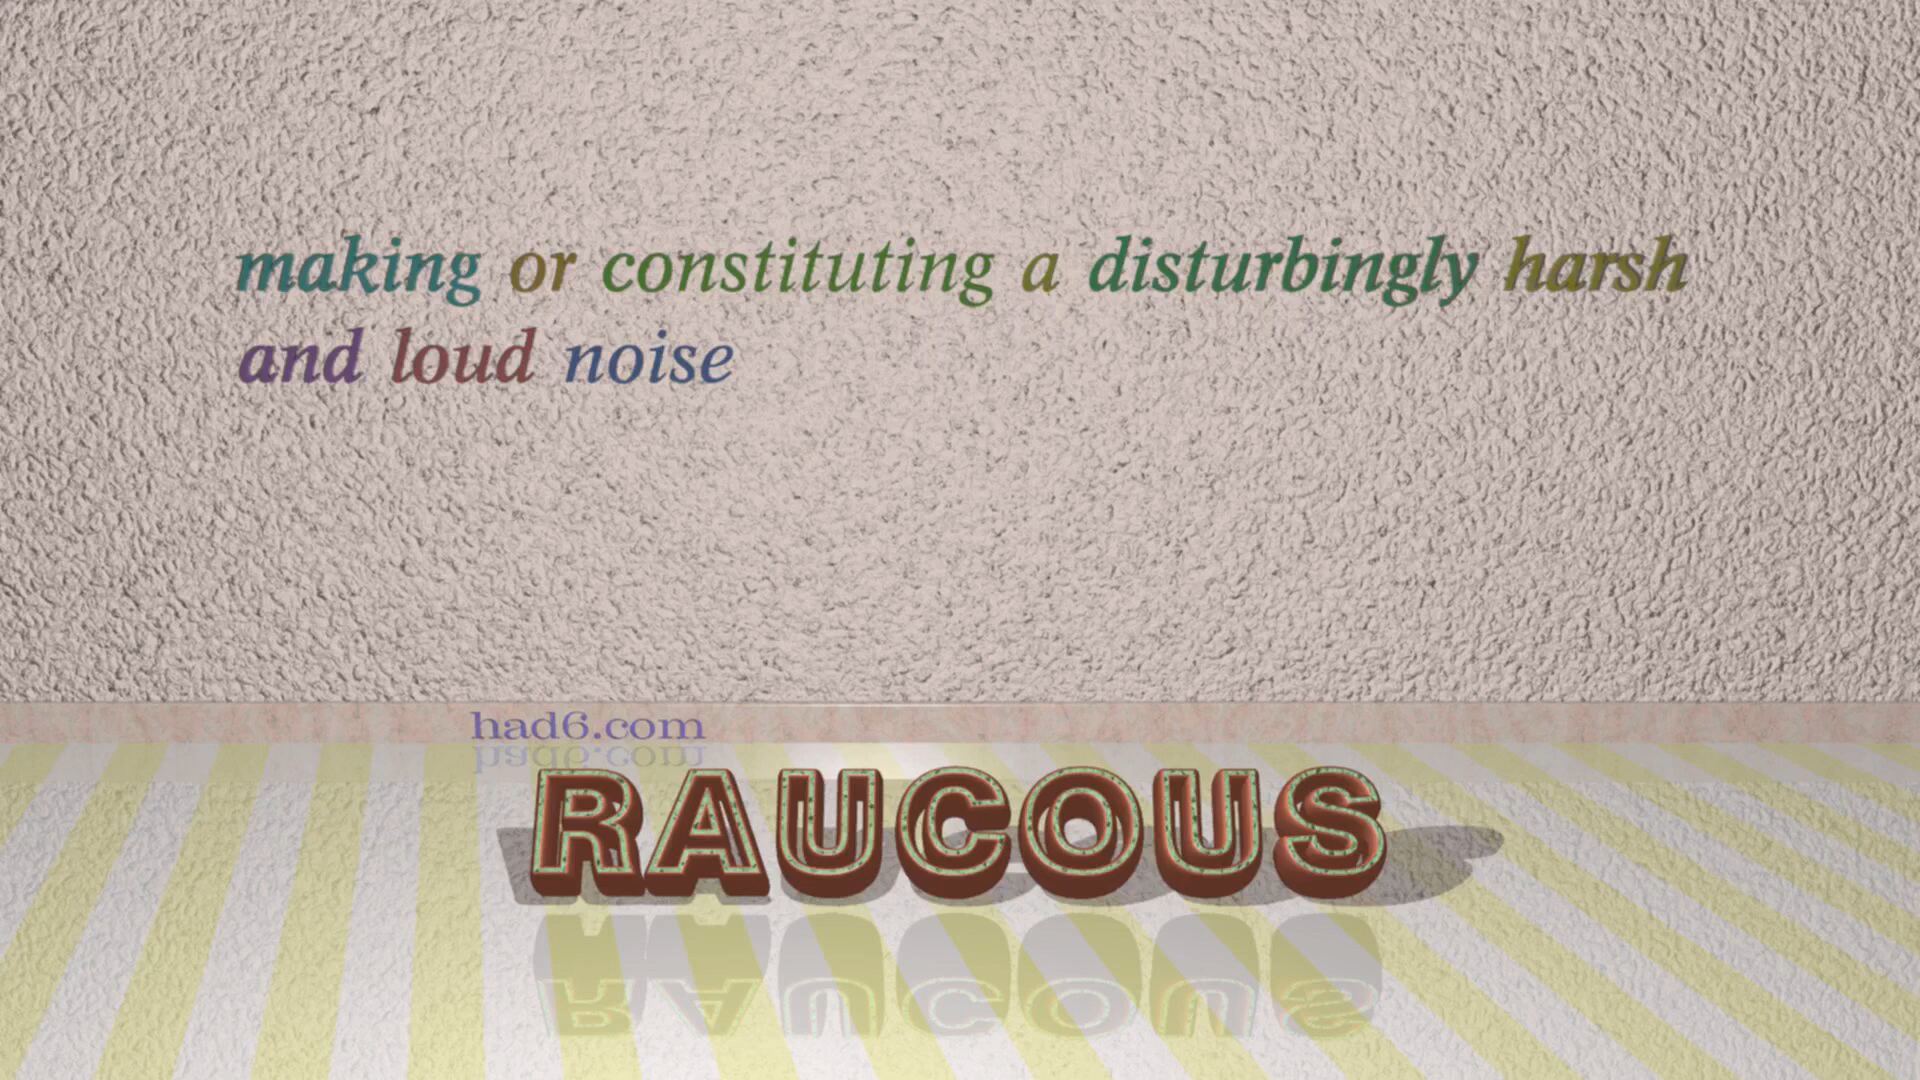 making or constituting a disturbingly harsh
and loud noise
had6.com
RAUCOUS